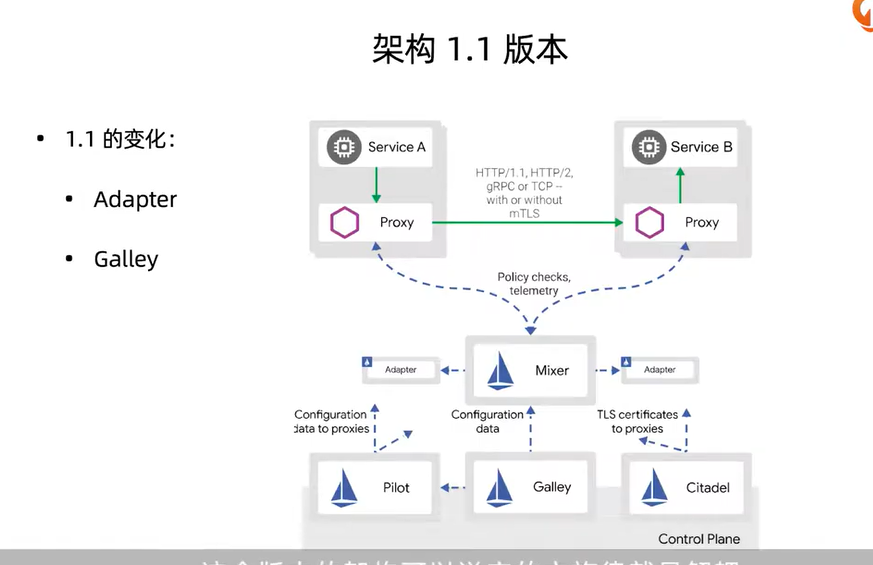 架构 1.1 版本
• 1.1 的变化：
• Adapter
• Galley
Service A
Service B
HTTP/1.1, HTTP/2,
gRPC or TCP --
with or without
mTLS
Proxy
Proxy
Policy checks,
telemetry
Mixer
Adapter
Adapter
Configuration
data to proxies
Configuration
data
TLS certificates
to proxies
Pilot
Galley
Citadel
Control Plane